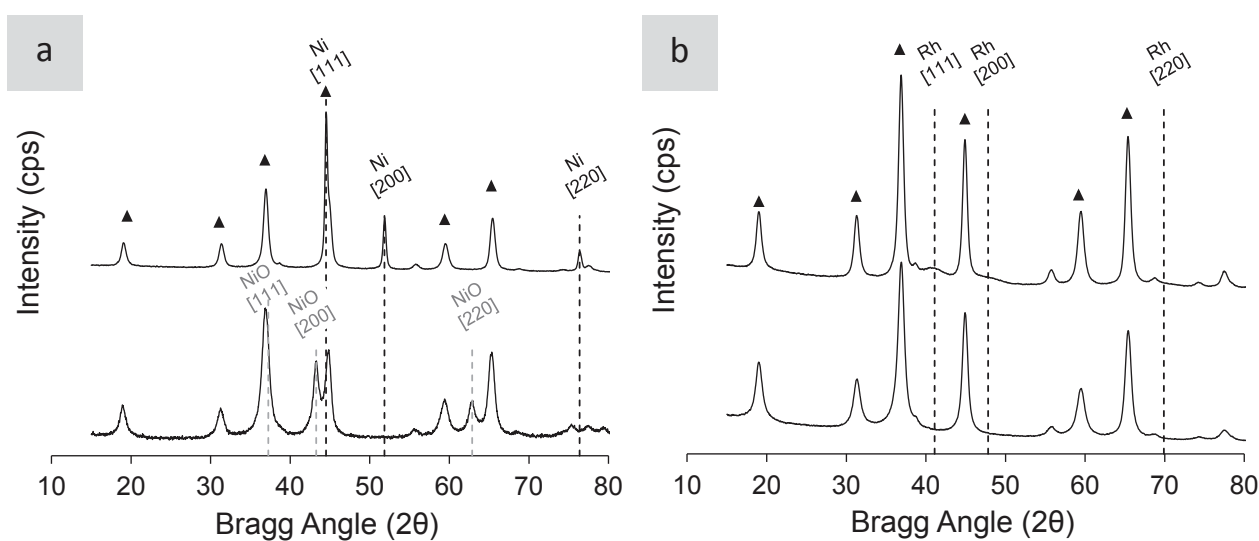 a
Ni
[111]
Ni
[200]
Ni
[220]
NiO
[111]
NiO
[200]
NiO
[220]
Intensity (cps)
10 20 30 40 50 60 70 80
Bragg Angle (2θ)
b
Rh
[111]
Rh
[200]
Rh
[220]
Intensity (cps)
10 20 30 40 50 60 70 80
Bragg Angle (2θ)